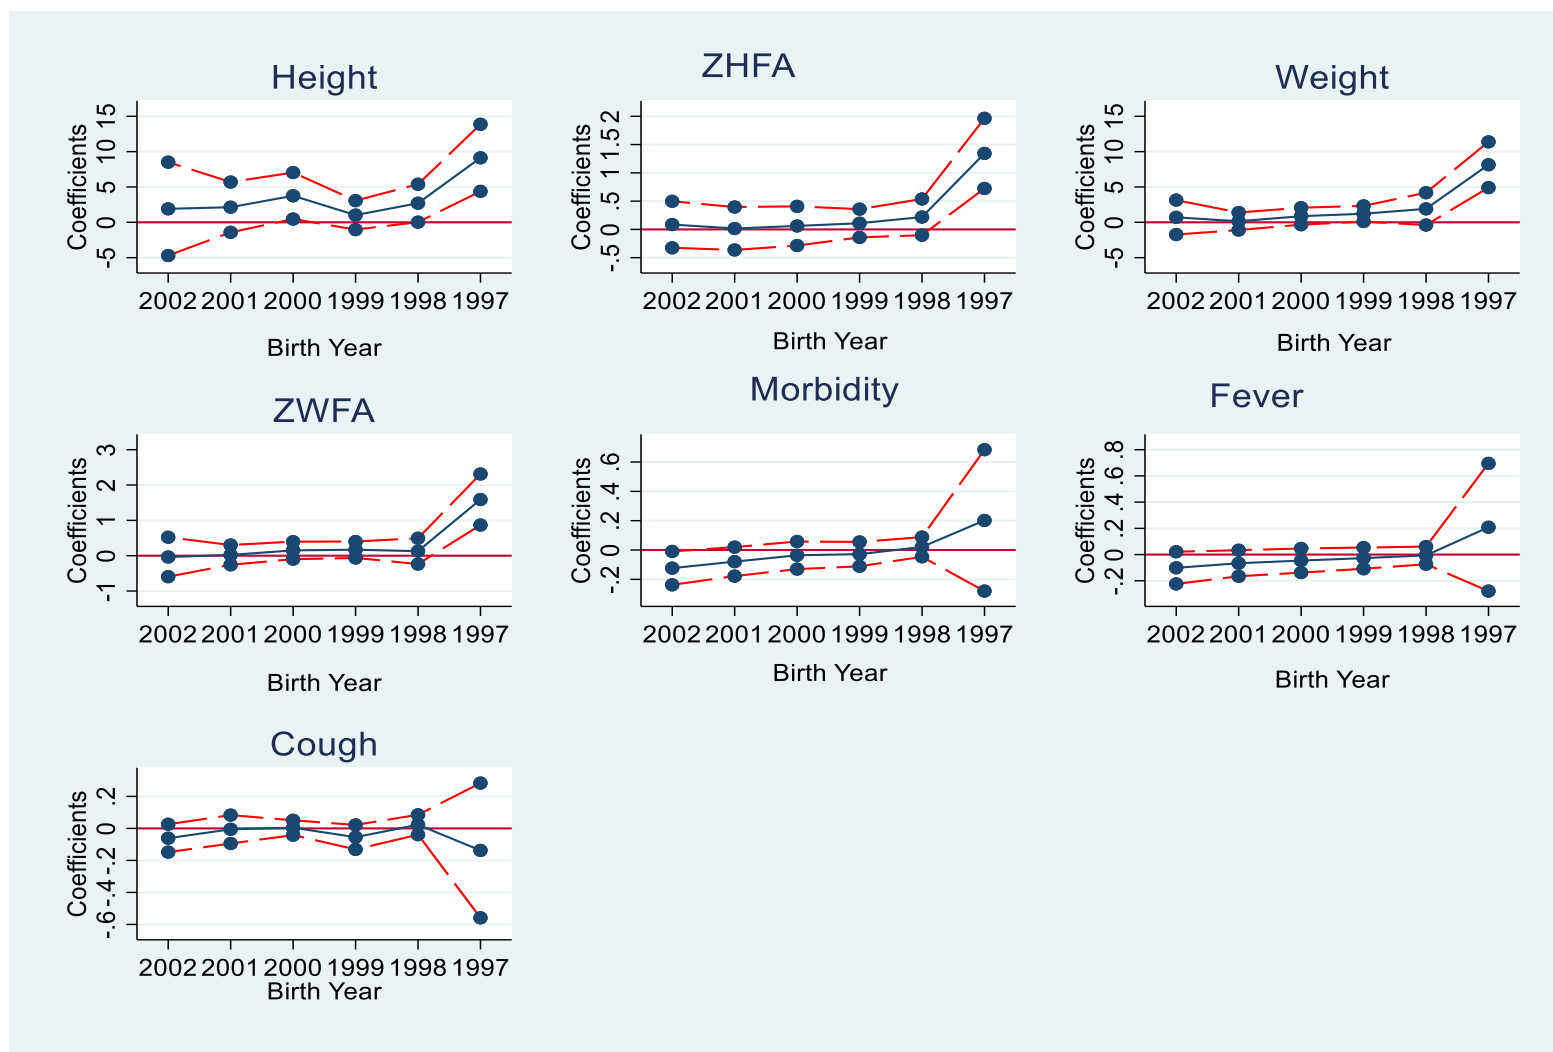 Height
Coefficients
15
10
5
0
-5
2002 2001 2000 1999 1998 1997
Birth Year
ZHFA
Coefficients
2
1.5
1
.5
0
-.5
2002 2001 2000 1999 1998 1997
Birth Year
Weight
Coefficients
15
10
5
0
-5
2002 2001 2000 1999 1998 1997
Birth Year
ZWFA
Coefficients
3
2
1
0
-1
2002 2001 2000 1999 1998 1997
Birth Year
Morbidity
Coefficients
.6
.4
.2
0
-.2
2002 2001 2000 1999 1998 1997
Birth Year
Fever
Coefficients
.8
.6
.4
.2
0
-.2
2002 2001 2000 1999 1998 1997
Birth Year
Cough
Coefficients
.2
0
-.2
-.4
-.6
2002 2001 2000 1999 1998 1997
Birth Year